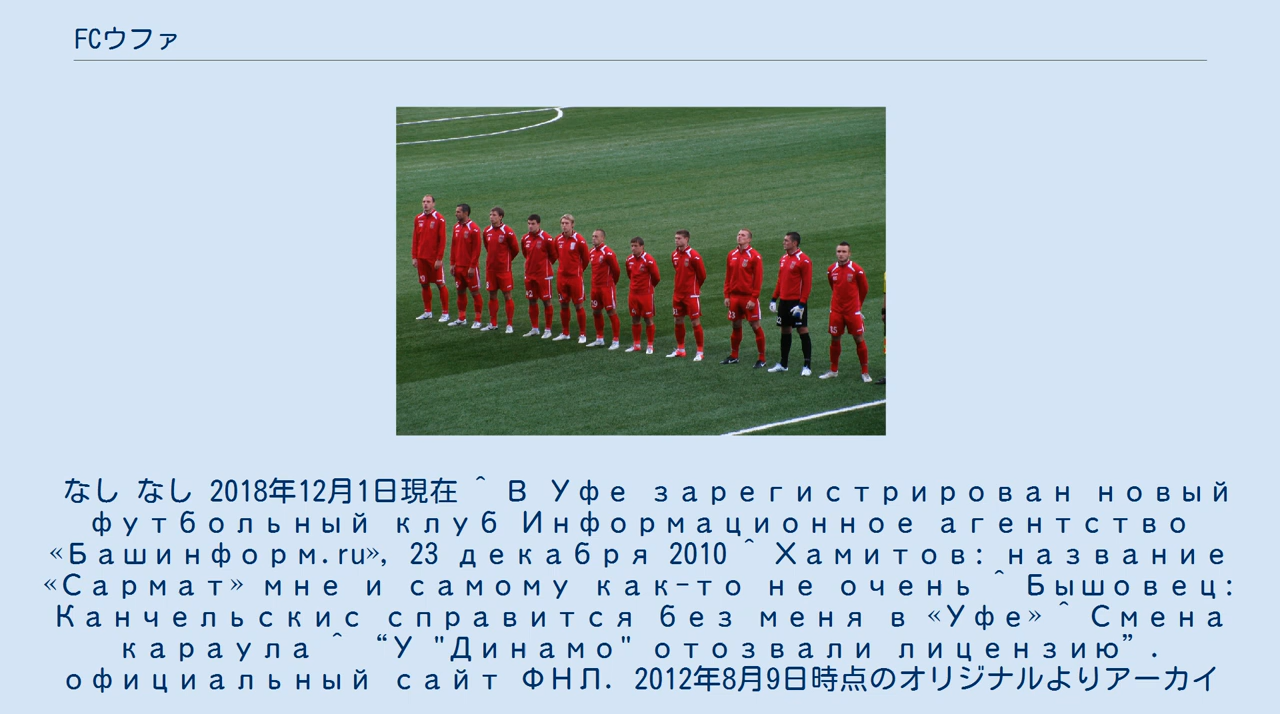 FCウファ
なし なし 2018年12月1日現在 ^ В Уфе зарегистрирован новый
футбольный клуб Информационное агентство
«Башинформ.ru», 23 декабря 2010 ^ Хамитов: название
«Сармат» мне и самому как-то не очень ^ Бышовец:
Канчельскис справится без меня в «Уфе» ^ Смена
караула ^ “У "Динамо" отозвали лицензию”.
официальный сайт ФНЛ. 2012年8月9日時点のオリジナルよりアーカイ